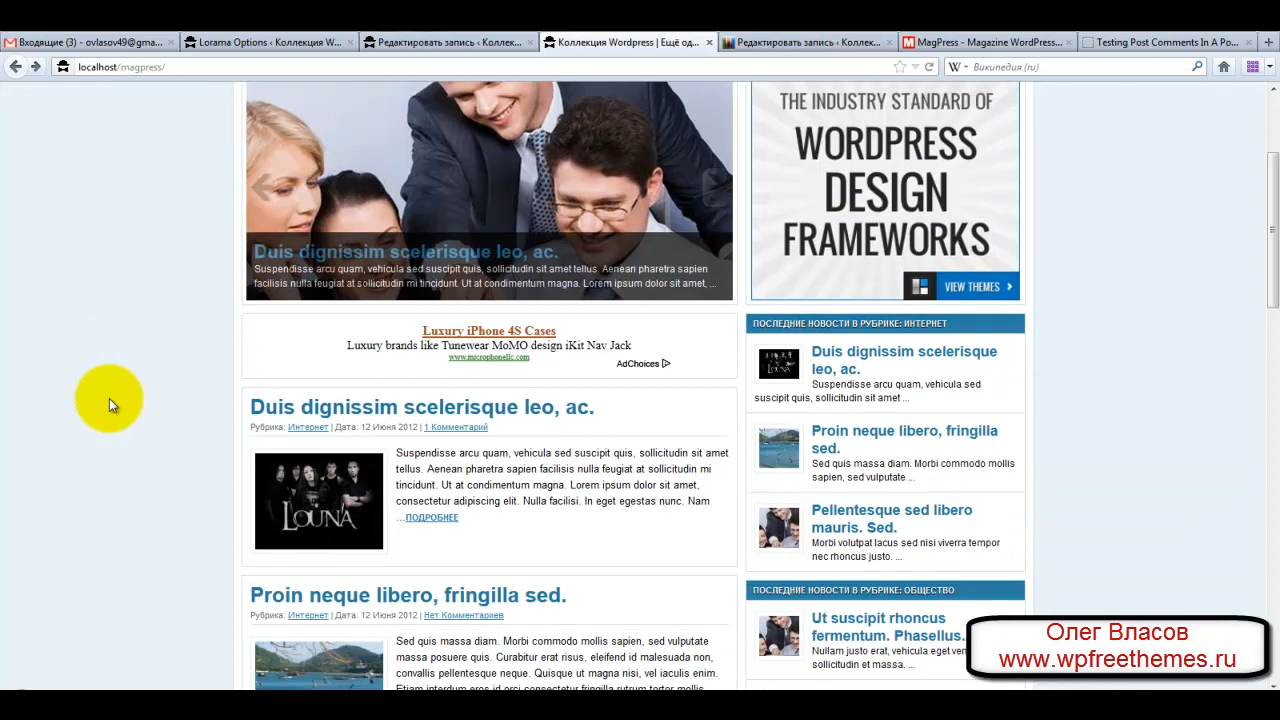 Входящие (3) - ovlasov49@gma...
Lorama Options ‹ Коллекция W...
Редактировать запись ‹ Коллек...
Коллекция Wordpress | Ещё од...
Редактировать запись ‹ Коллек...
MagPress - Magazine WordPress...
Testing Post Comments In A Po...
localhost/magpress/
Википедия (ru)
Duis dignissim scelerisque leo, ac.
Suspendisse arcu quam, vehicula sed suscipit quis, sollicitudin sit amet tellus. Aenean pharetra sapien
facilisis nulla feugiat at sollicitudin mi tincidunt. Ut at condimentum magna. Lorem ipsum dolor sit amet, ...
THE INDUSTRY STANDARD OF
WORDPRESS
DESIGN
FRAMEWORKS
VIEW THEMES
Luxury iPhone 4S Cases
Luxury brands like Tunewear MoMO design iKit Nav Jack
www.microphonellc.com
AdChoices
Duis dignissim scelerisque leo, ac.
Рубрика: Интернет | Дата: 12 Июня 2012 | 1 Комментарий
Suspendisse arcu quam, vehicula sed suscipit quis, sollicitudin sit amet
tellus. Aenean pharetra sapien facilisis nulla feugiat at sollicitudin mi
tincidunt. Ut at condimentum magna. Lorem ipsum dolor sit amet,
consectetur adipiscing elit. Nulla facilisi. In eget egestas nunc. Nam
...ПОДРОБНЕЕ
LOUNA
Proin neque libero, fringilla sed.
Рубрика: Интернет | Дата: 12 Июня 2012 | Нет Комментариев
Sed quis massa diam. Morbi commodo mollis sapien, sed vulputate
massa posuere quis. Curabitur erat risus, eleifend id malesuada non,
convallis pellentesque neque. Quisque ut magna nisi, vel iaculis enim.
Etiam interdum eros id orci consectetur fringilla rutrum tortor mollis
ПОСЛЕДНИЕ НОВОСТИ В РУБРИКЕ: ИНТЕРНЕТ
Duis dignissim scelerisque
leo, ac.
Suspendisse arcu quam, vehicula sed
suscipit quis, sollicitudin sit amet ...
Proin neque libero, fringilla
sed.
Sed quis massa diam. Morbi commodo mollis
sapien, sed vulputate ...
Pellentesque sed libero
mauris. Sed.
Morbi volutpat lacus sed nisi viverra tempor
nec rhoncus justo. ...
ПОСЛЕДНИЕ НОВОСТИ В РУБРИКЕ: ОБЩЕСТВО
Ut suscipit rhoncus
fermentum. Phasellus.
Nullam justo erat, vehicula eget ven
sollicitudin et massa. ...
Олег Власов
www.wpfreethemes.ru